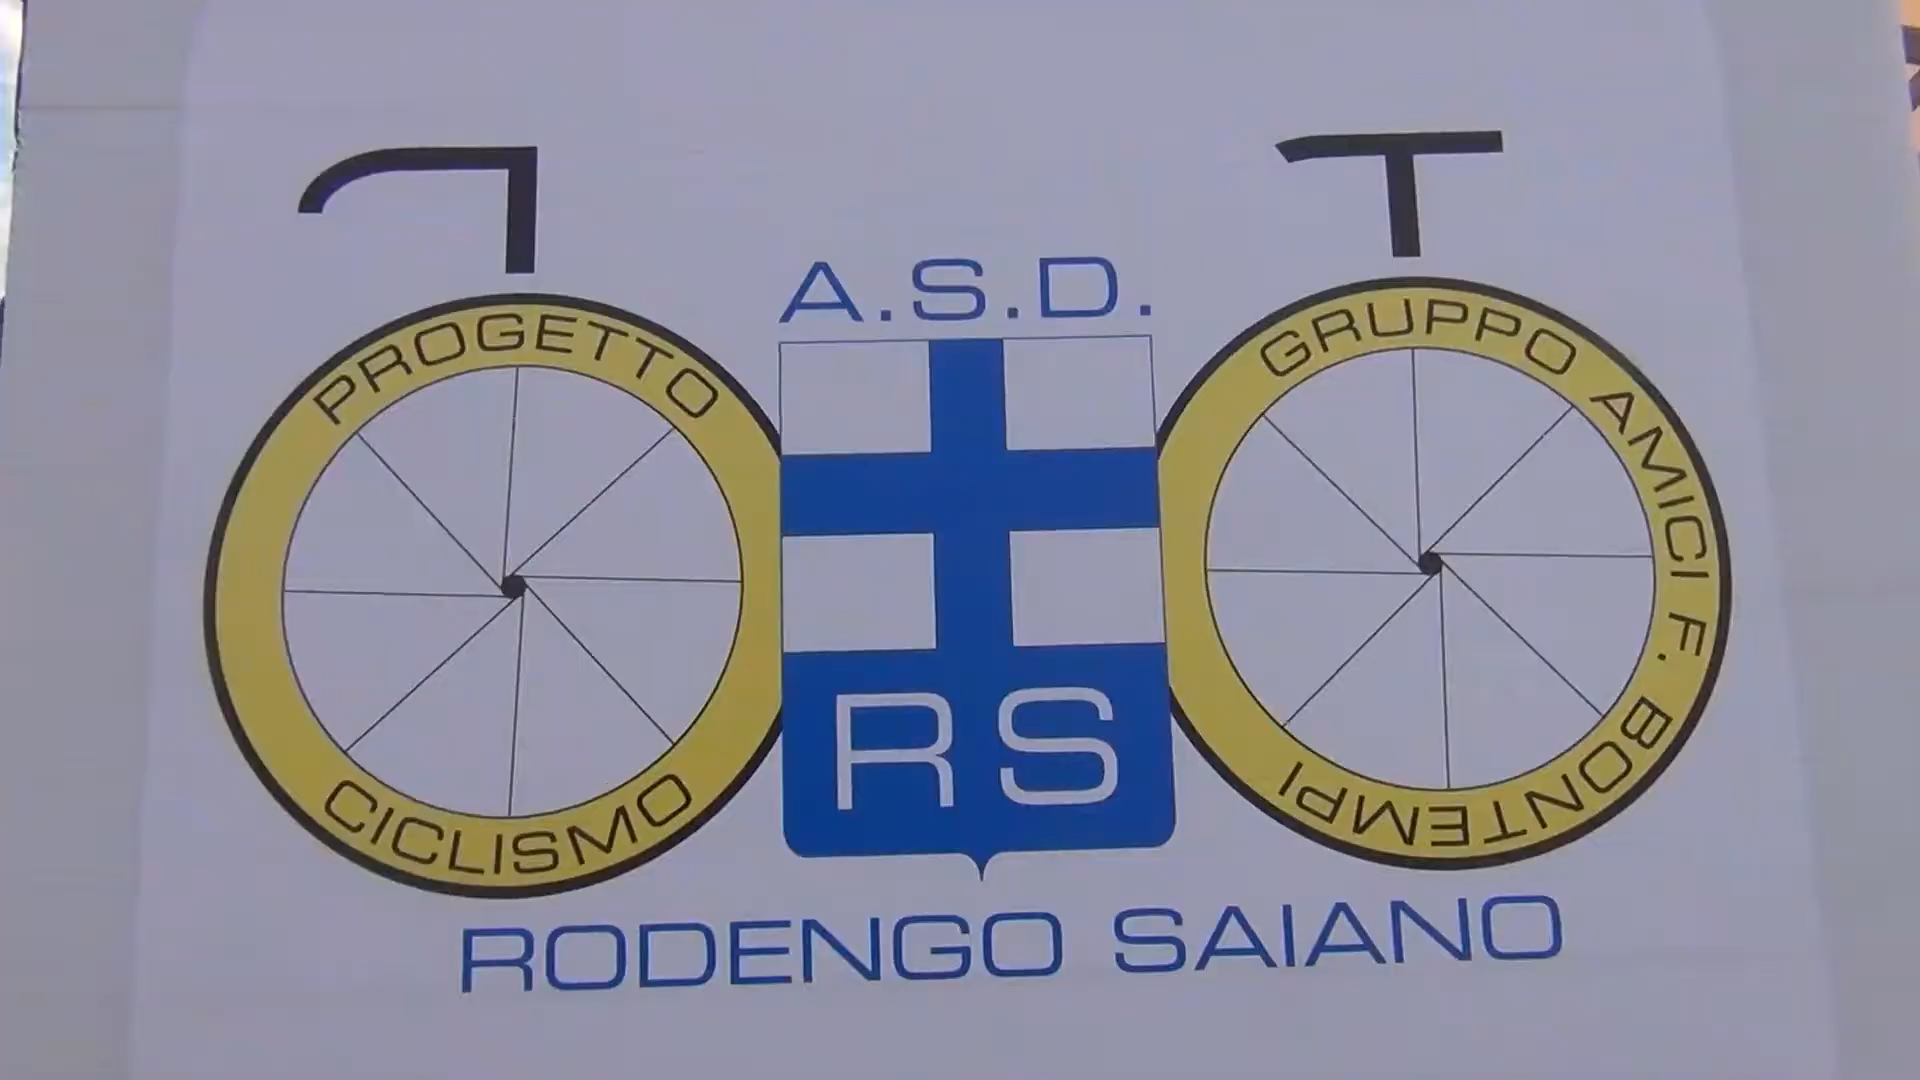 A.S.D.
PROGETTO
CICLISMO
RS
GRUPPO AMICI F. BONTEMPI
RODENGO SAIANO